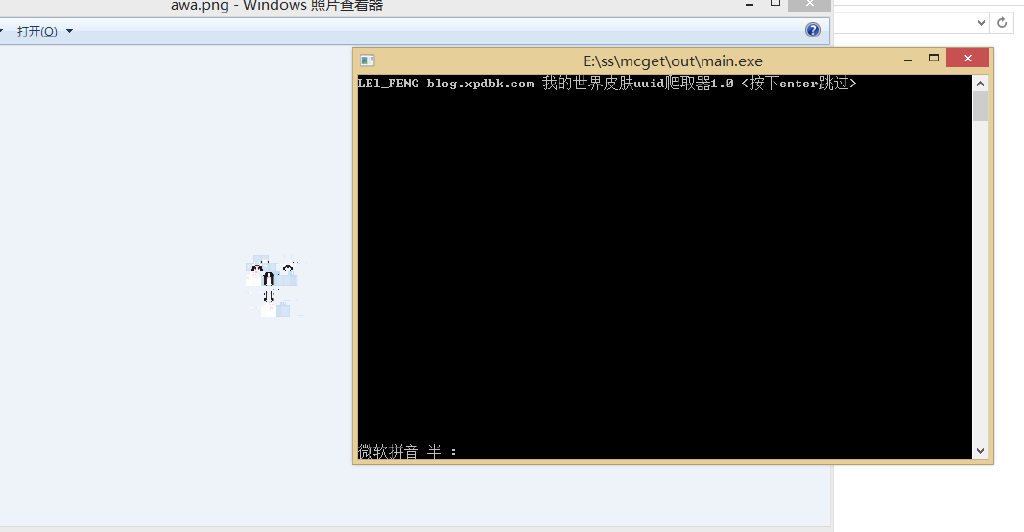 awa.png - Windows 照片查看器
打开(O)
E:\ss\mcget\out\main.exe
LEl_FENG blog.xpdbk.com 我的世界皮肤uuid爬取器1.0 <按下enter跳过>
微软拼音 半 :